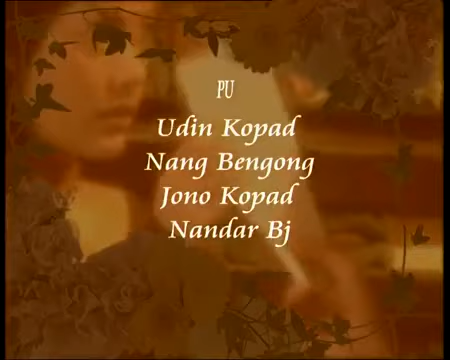 PU
Udin Kopad
Nang Bengong
Jono Kopad
Nandar Bj